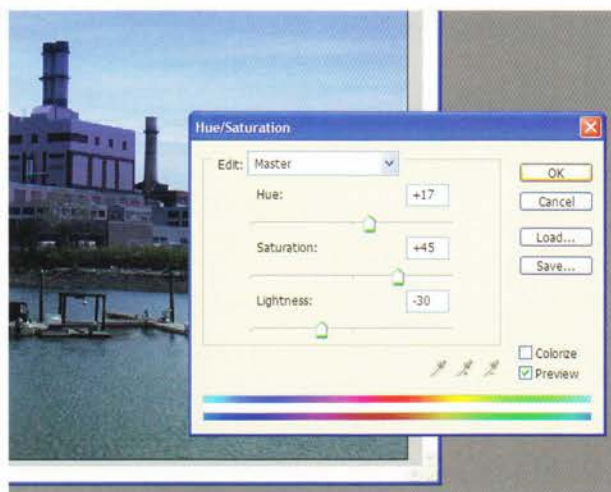 Hue/Saturation
Edit: Master
Hue: +17
Saturation: +45
Lightness: -30
OK
Cancel
Load...
Save...
Colorize
Preview